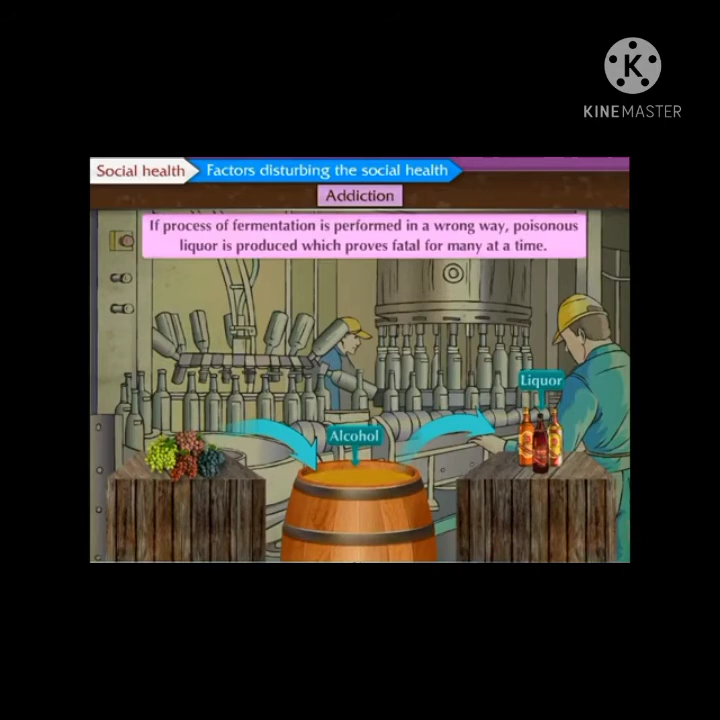 KINEMASTER
Social health
Factors disturbing the social health
Addiction
If process of fermentation is performed in a wrong way, poisonous
liquor is produced which proves fatal for many at a time.
Liquor
Alcohol